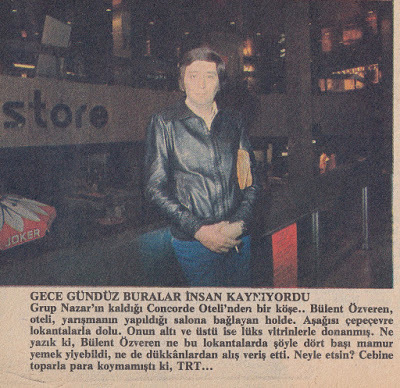 store
JOKER
GECE GÜNDÜZ BURALAR İNSAN KAYNIYORDU
Grup Nazar'ın kaldığı Concorde Oteli'nden bir köşe.. Bülent Özveren,
oteli, yarışmanın yapıldığı salona bağlayan holde. Aşağısı çepeçevre
lokantalarla dolu. Onun altı ve üstü ise lüks vitrinlerle donanmış. Ne
yazık ki, Bülent Özveren ne bu lokantalarda şöyle dört başı mamur
yemek yiyebildi, ne de dükkânlardan alış veriş etti. Neyle etsin? Cebine
toparla para koymamıştı ki, TRT...